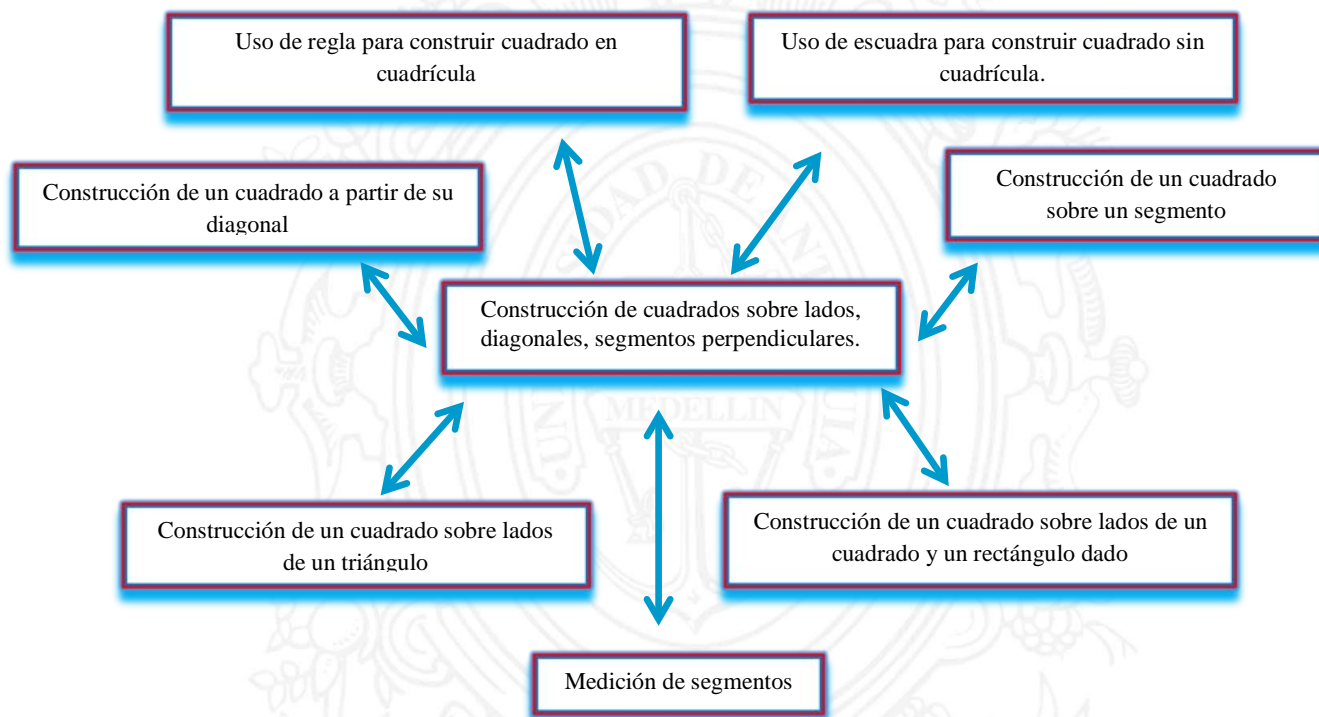 Uso de regla para construir cuadrado en
cuadrícula
Uso de escuadra para construir cuadrado sin
cuadrícula.
Construcción de un cuadrado a partir de su
diagonal
Construcción de un cuadrado
sobre un segmento
Construcción de cuadrados sobre lados,
diagonales, segmentos perpendiculares.
MEDELLIN
Construcción de un cuadrado sobre lados
de un triángulo
Construcción de un cuadrado sobre lados de un
cuadrado y un rectángulo dado
Medición de segmentos